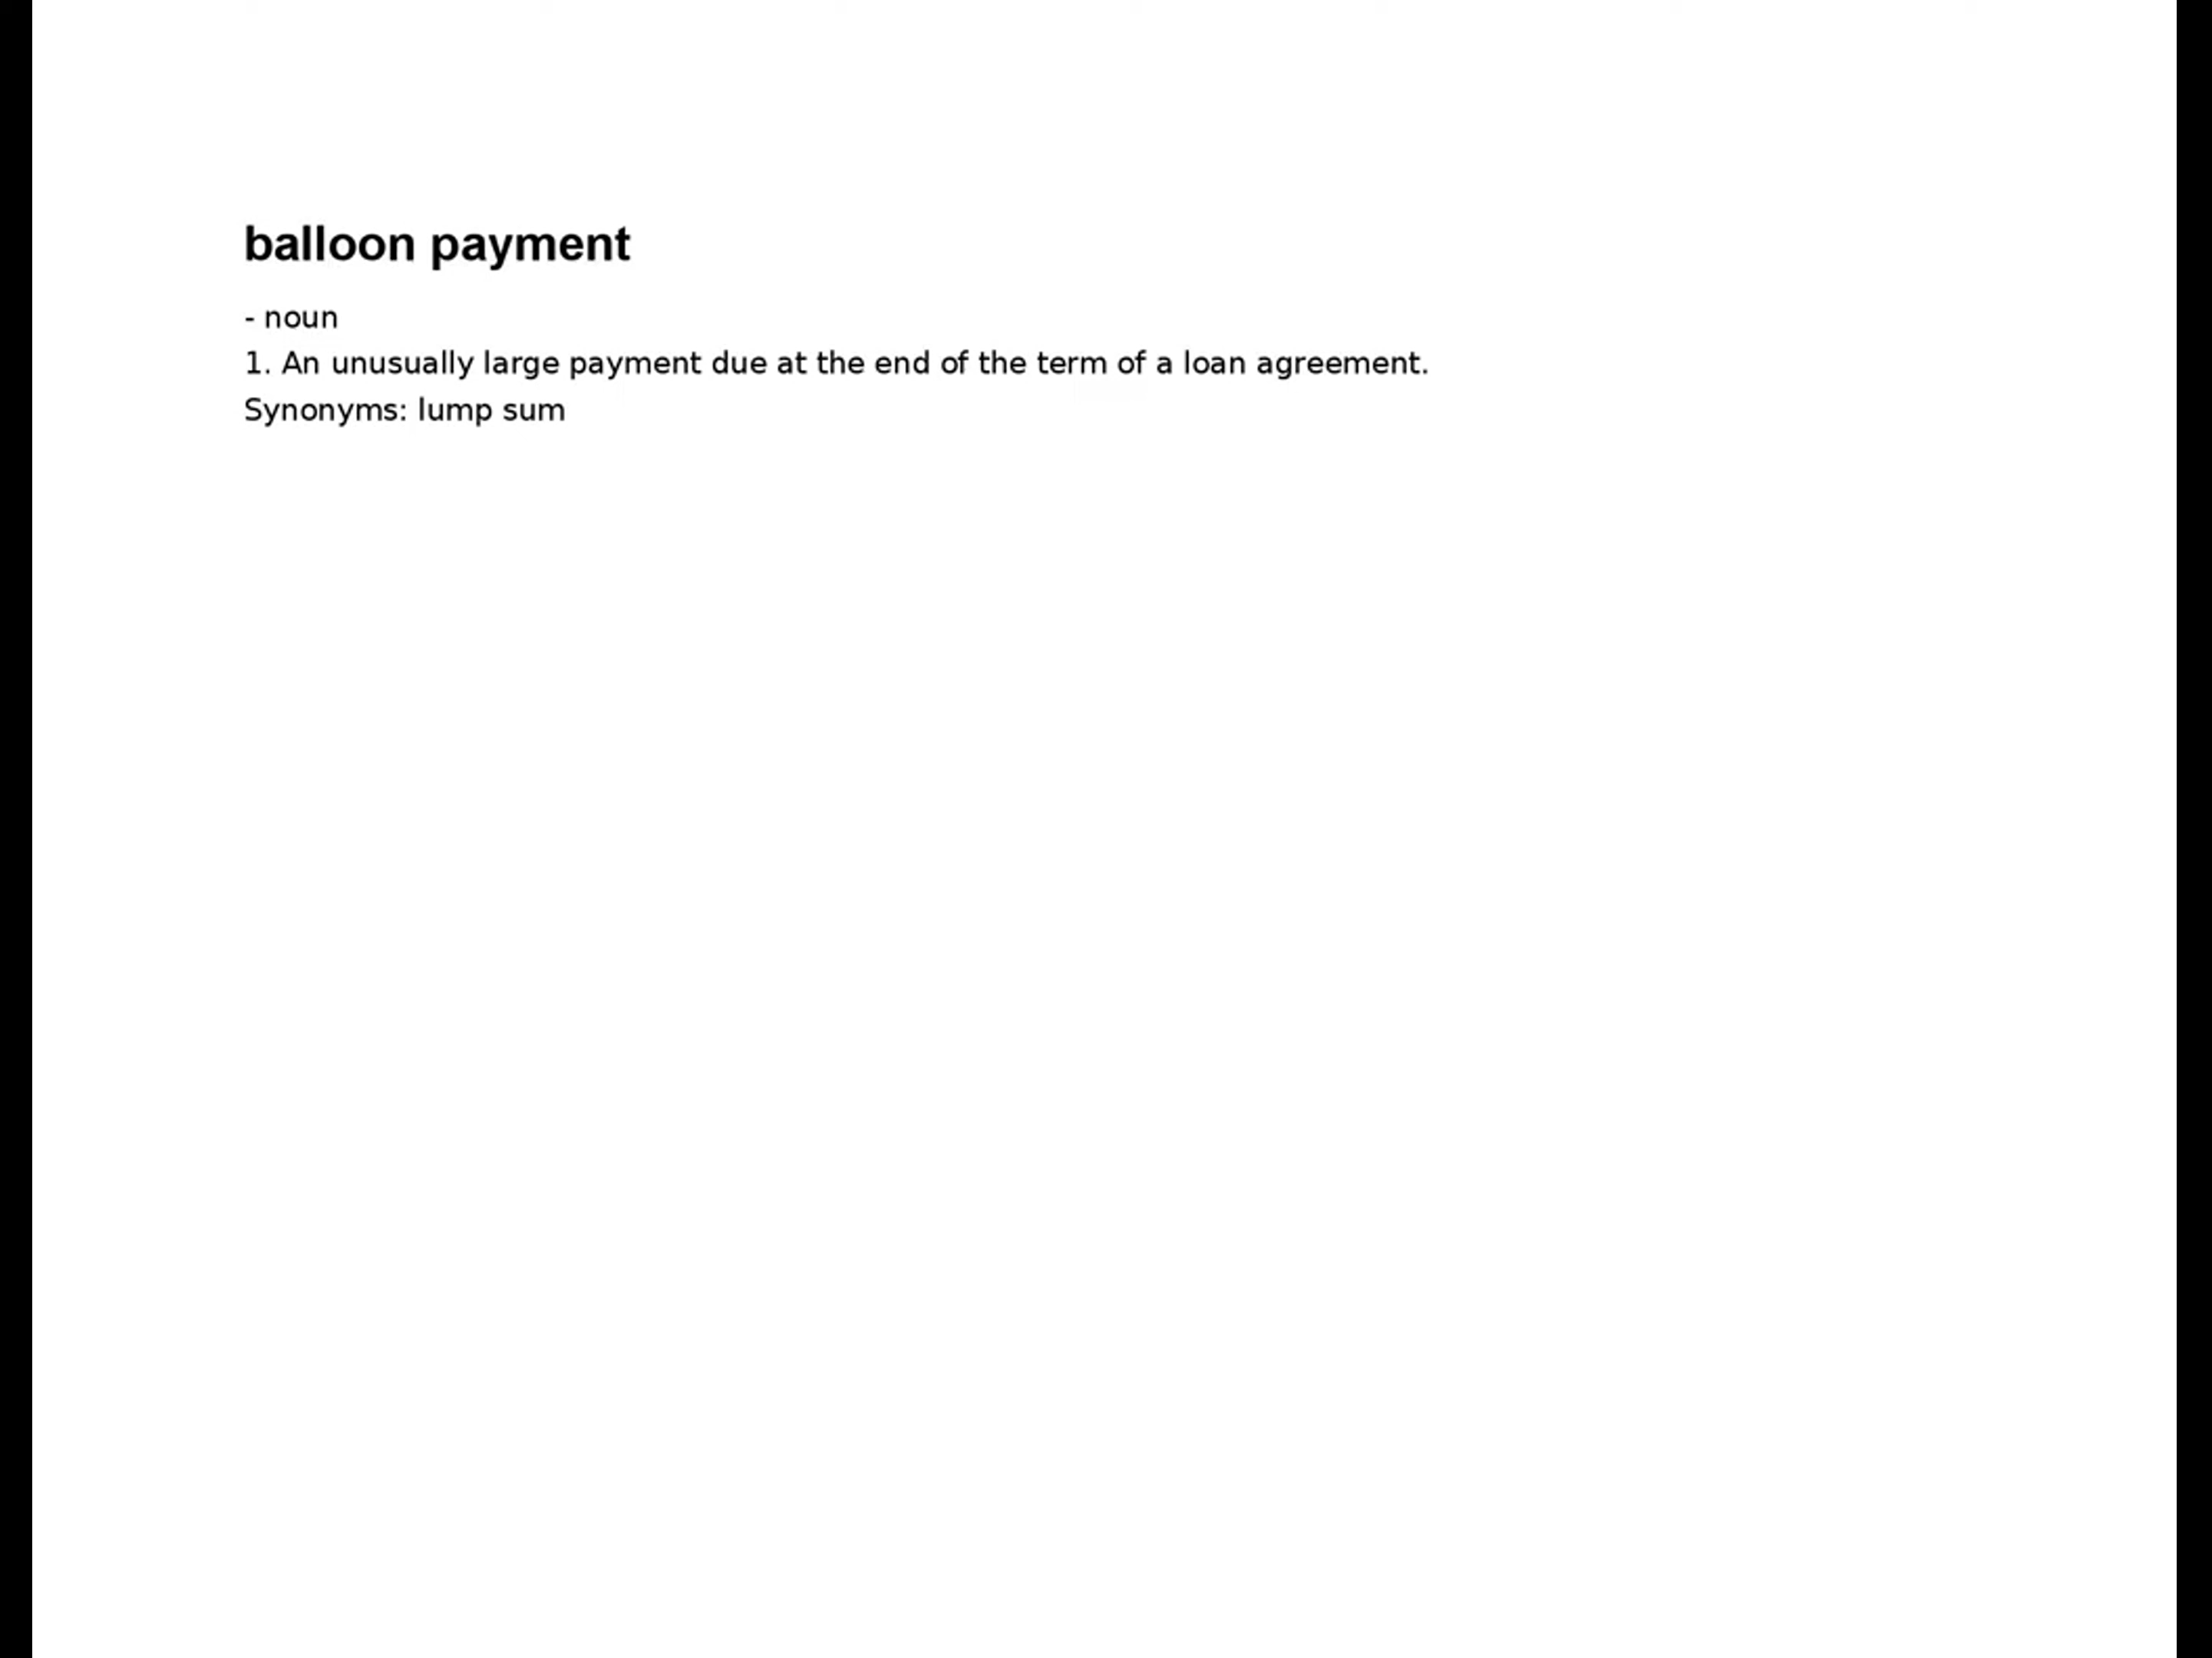 balloon payment
- noun
1. An unusually large payment due at the end of the term of a loan agreement.
Synonyms: lump sum